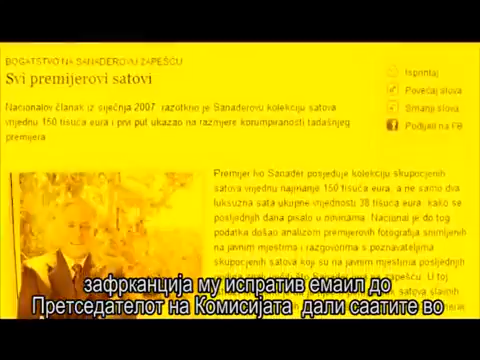 BOGATSTVO NA SANADEROVU ZAPEŠĆU
Svi premijerovi satovi
Isprintaj
Povećaj slova
Smanji slova
Podijeli na FB
Nacionalov članak iz siječnja 2007. razotkrio je Sanaderovu kolekciju satova
vrijednu 150 tisuća eura i prvi put ukazao na razmjere korumpiranosti tadašnjeg
premijera
Premijer Ivo Sanader posjeduje kolekciju skupocjenih
satova vrijednu najmanje 150 tisuća eura, a ne samo dva
luksuzna sata ukupne vrijednosti 38 tisuća eura, kako se
posljednjih dana pisalo u novinama. Nacional je do tog
podatka došao analizom premijerovih fotografija snimljenih
na javnim mjestima i razgovorima s poznavateljima
skupocjenih satova koji su na javnim mjestima posljednjih
зафрканција му испратив емаил до
Претседателот на Комисијата дали саатите во